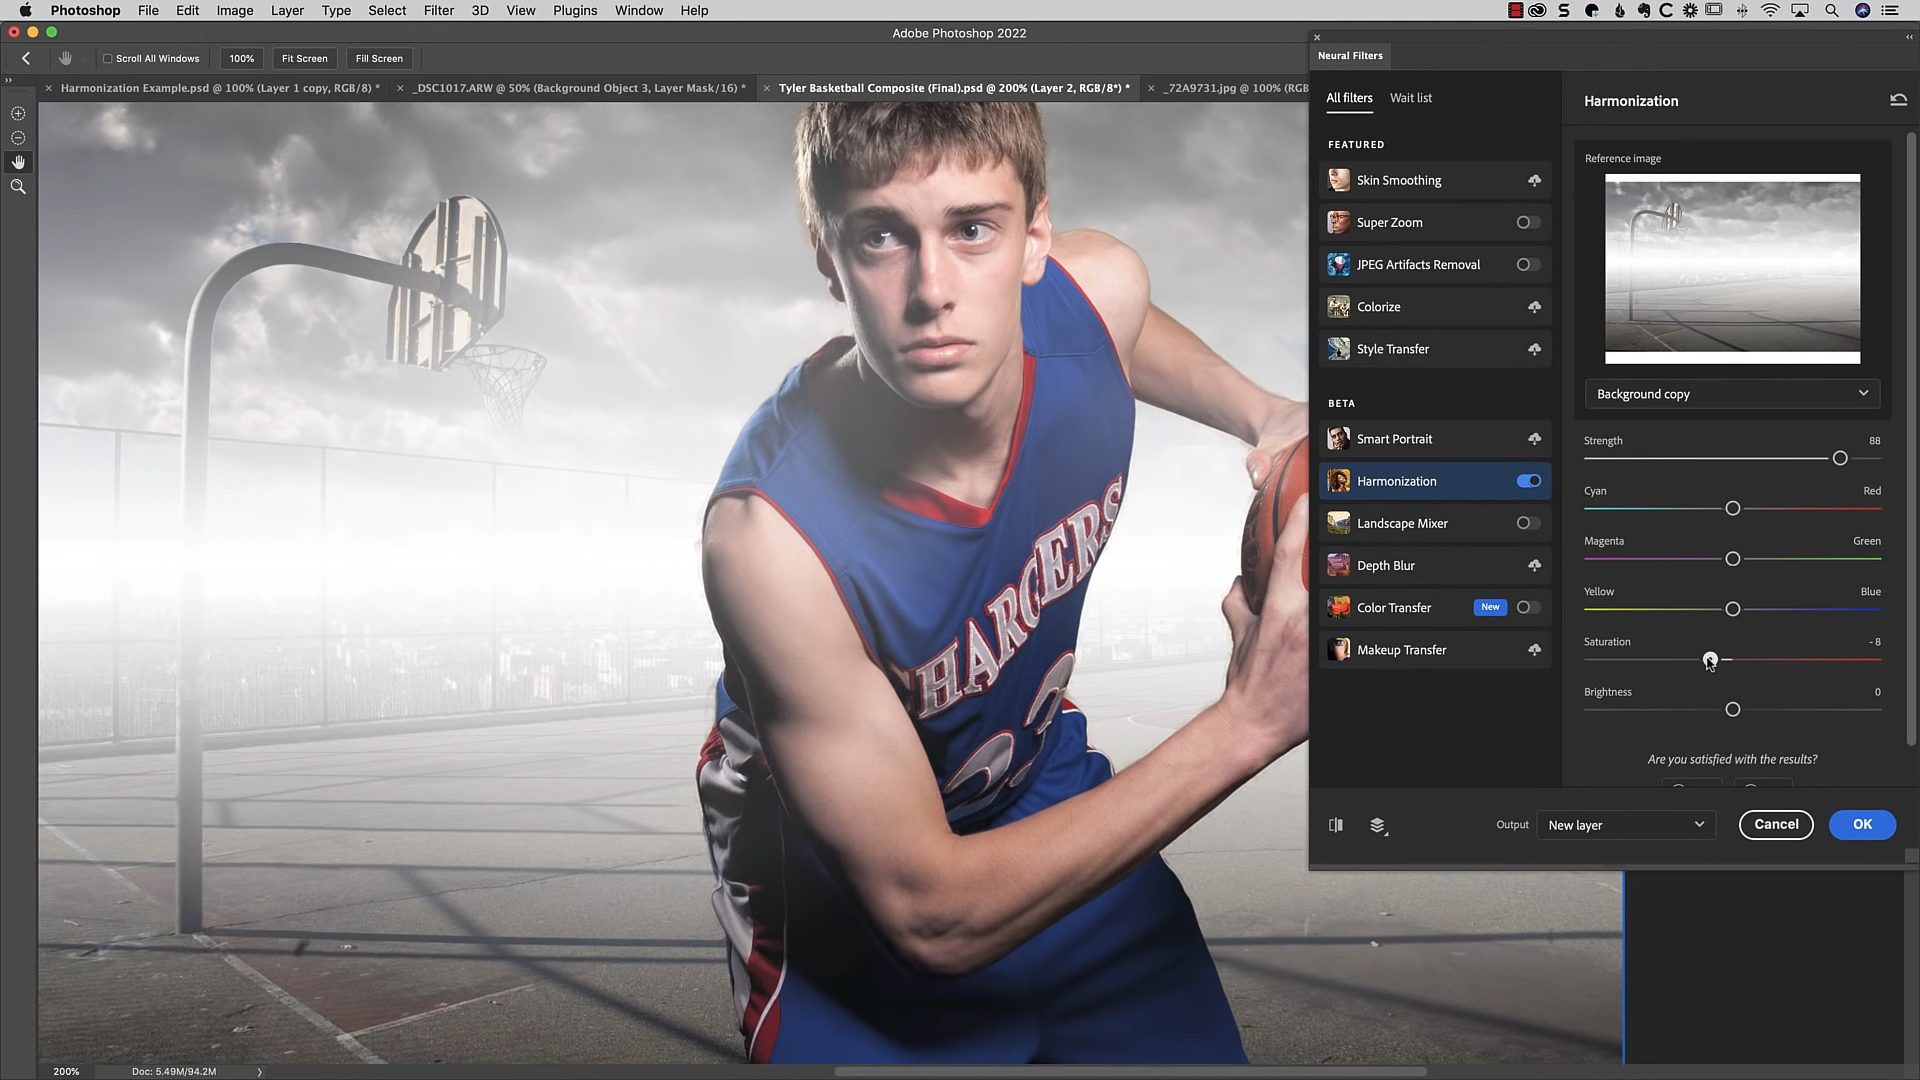 Photoshop File Edit Image Layer Type Select Filter 3D View Plugins Window Help
Adobe Photoshop 2022
Scroll All Windows 100% Fit Screen Fill Screen
Harmonization Example.psd @ 100% (Layer 1 copy, RGB/8) *
_DSC1017.ARW @ 50% (Background Object 3, Layer Mask/16) *
Tyler Basketball Composite (Final).psd @ 200% (Layer 2, RGB/8*) *
_72A9731.jpg @ 100% (RGB
CHARGERS
Neural Filters
All filters Wait list
FEATURED
Skin Smoothing
Super Zoom
JPEG Artifacts Removal
Colorize
Style Transfer
BETA
Smart Portrait
Harmonization
Landscape Mixer
Depth Blur
Color Transfer New
Makeup Transfer
Harmonization
Reference image
Background copy
Strength 88
Cyan Red
Magenta Green
Yellow Blue
Saturation - 8
Brightness 0
Are you satisfied with the results?
Output New layer Cancel OK
200% Doc: 5.49M/94.2M